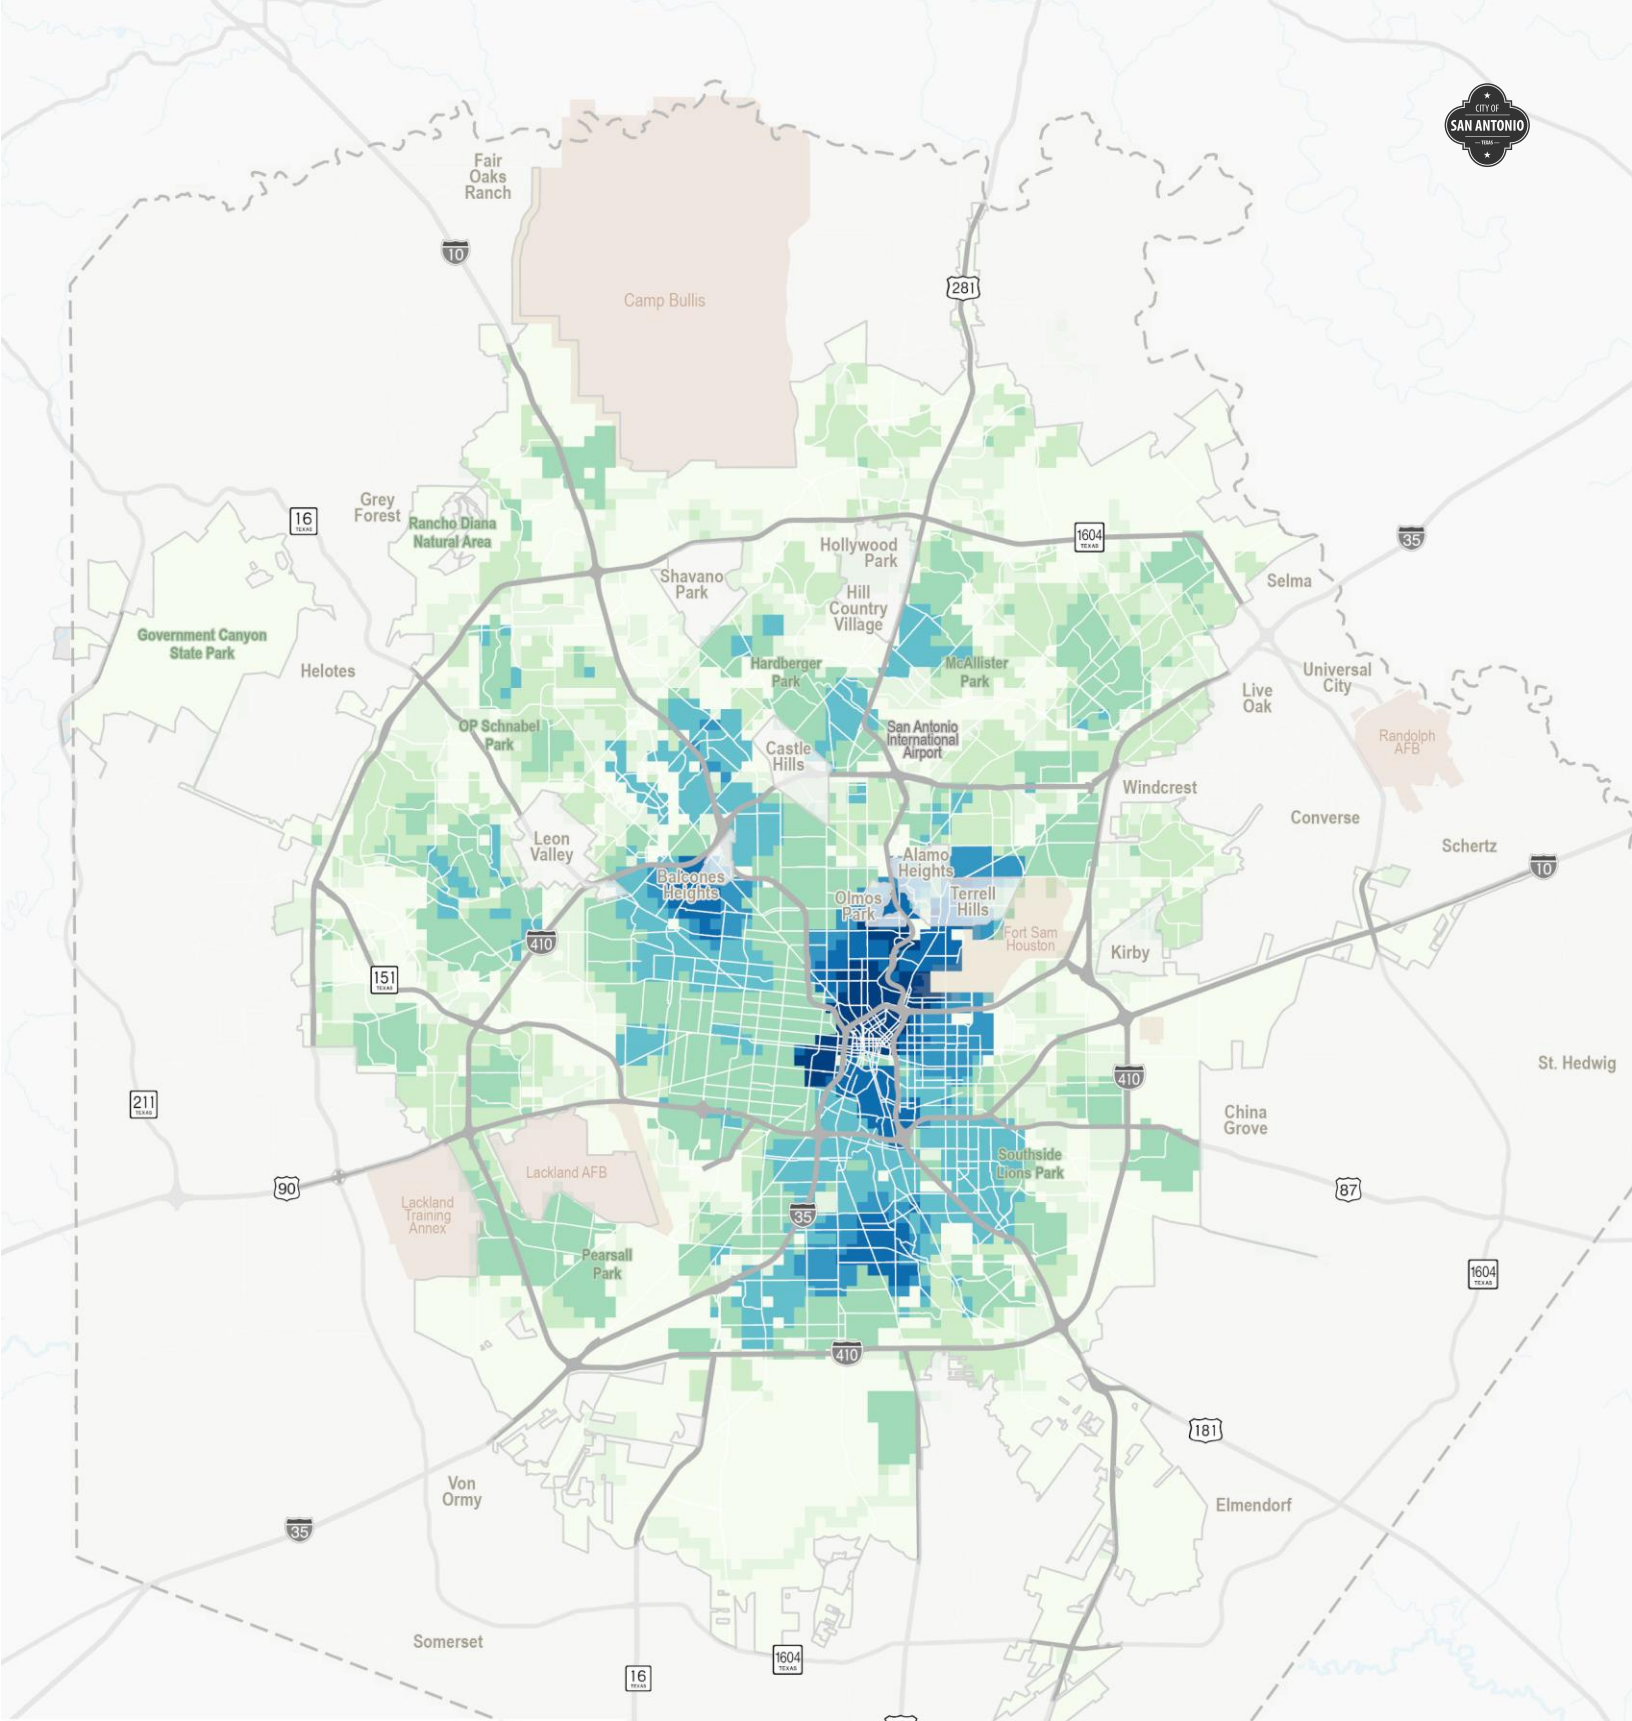 CITY OF
SAN ANTONIO
TEXAS
Fair
Oaks
Ranch
10
Camp Bullis
281
16
TEXAS
Grey
Forest
Rancho Diana
Natural Area
1604
TEXAS
35
Hollywood
Park
Shavano
Park
Hill
Country
Village
Selma
Government Canyon
State Park
Helotes
Hardberger
Park
McAllister
Park
Universal
City
Live
Oak
OP Schnabel
Park
San Antonio
International
Airport
Castle
Hills
Randolph
AFB
Windcrest
Converse
Leon
Valley
Schertz
Alamo
Heights
10
Balcones
Heights
Olmos
Park
Terrell
Hills
410
Fort Sam
Houston
Kirby
151
TEXAS
St. Hedwig
410
211
TEXAS
China
Grove
Southside
Lions Park
Lackland AFB
90
87
Lackland
Training
Annex
35
Pearsall
Park
1604
TEXAS
410
181
Von
Ormy
Elmendorf
35
Somerset
1604
TEXAS
16
TEXAS